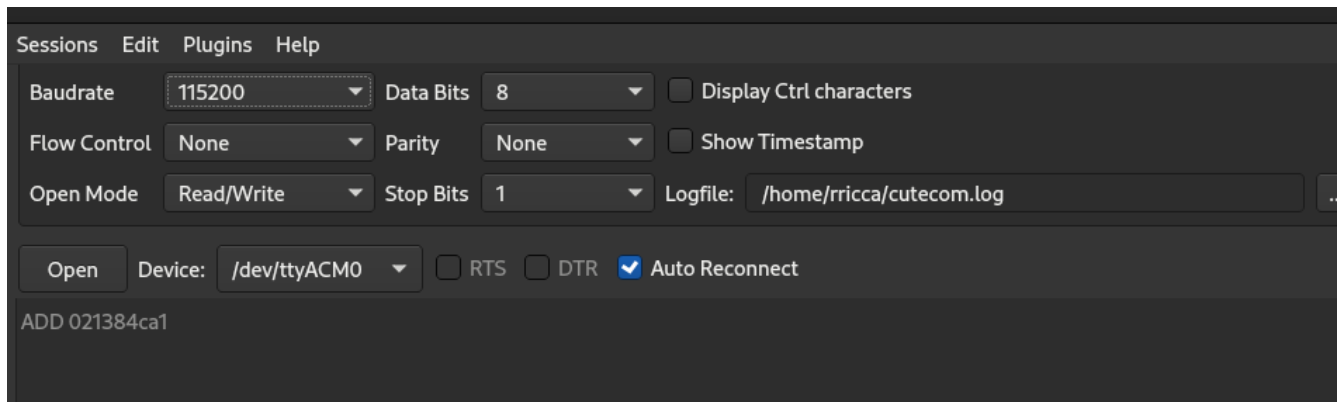 Sessions Edit Plugins Help
Baudrate 115200 Data Bits 8 Display Ctrl characters
Flow Control None Parity None Show Timestamp
Open Mode Read/Write Stop Bits 1 Logfile: /home/rricca/cutecom.log ..
Open Device: /dev/ttyACM0 RTS DTR Auto Reconnect
ADD 021384ca1